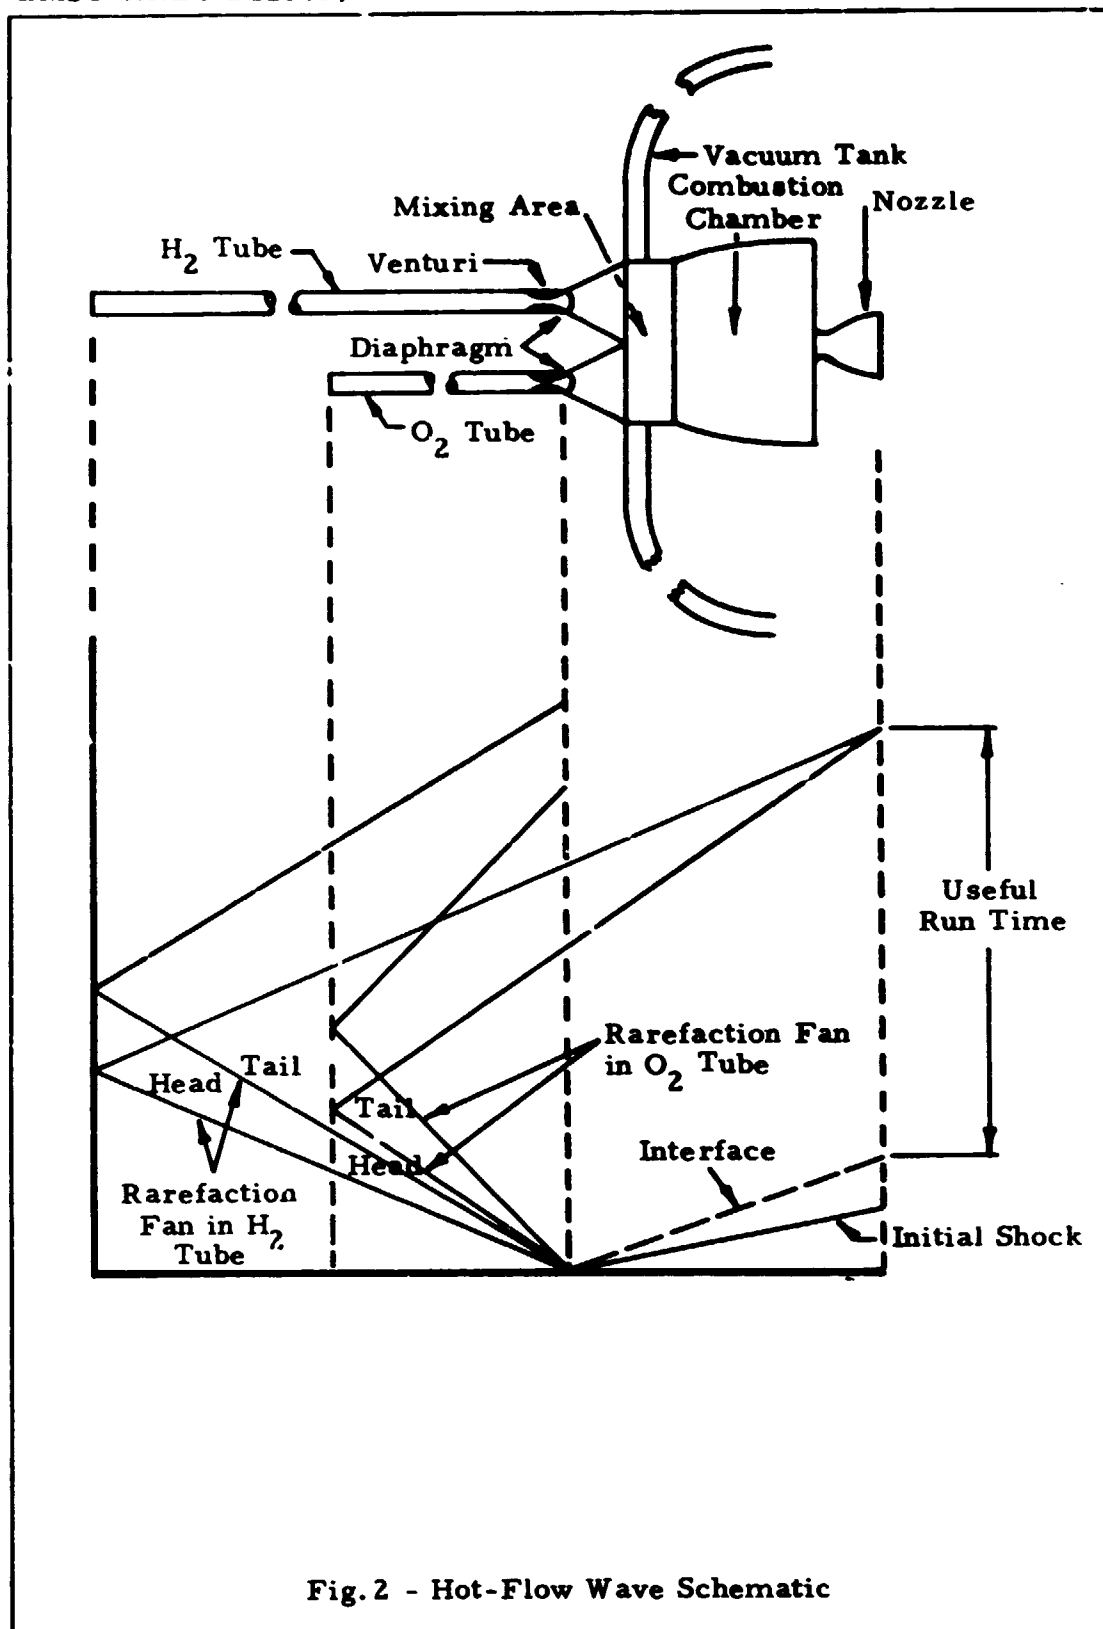 Vacuum Tank
Combustion
Chamber
Nozzle
Mixing Area
H₂ Tube
Venturi
Diaphragm
O₂ Tube
Useful
Run Time
Rarefaction Fan
in O₂ Tube
Head
Tail
Tail
Head
Interface
Rarefaction
Fan in H₂
Tube
Initial Shock
Fig. 2 - Hot-Flow Wave Schematic